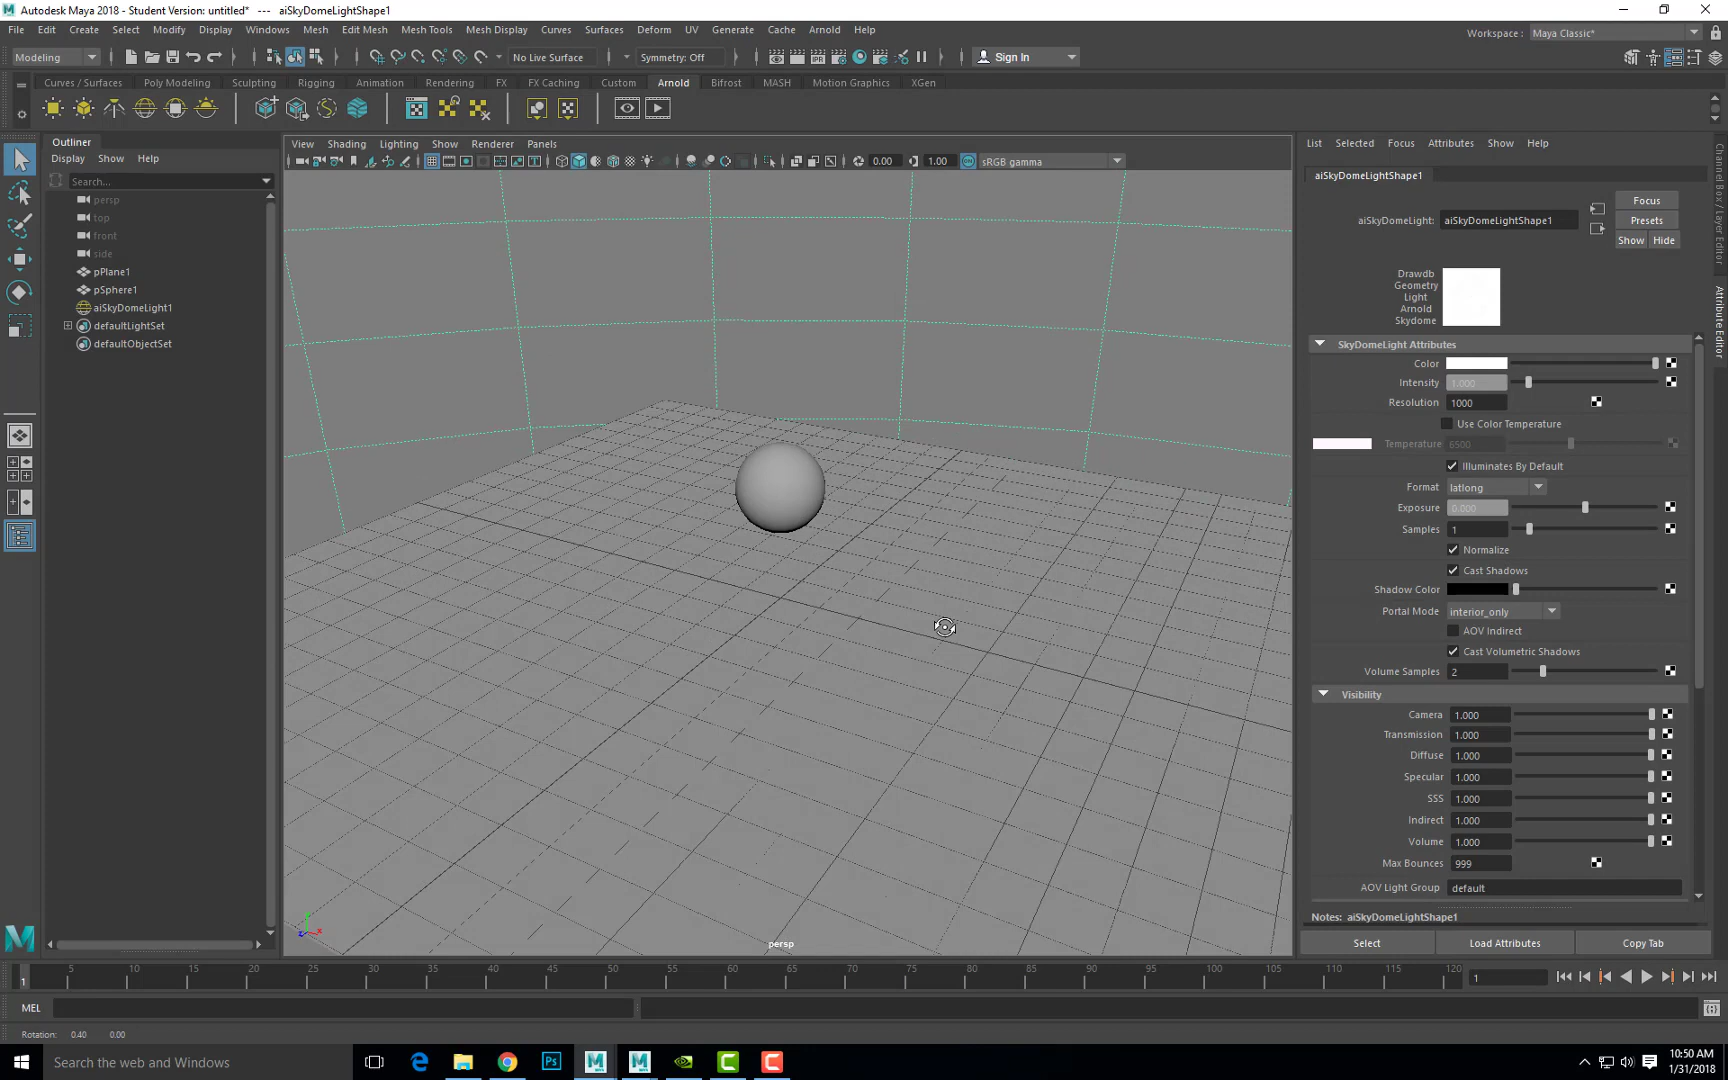 Autodesk Maya 2018 - Student Version: untitled*   ---   aiSkyDomeLightShape1
File Edit Create Select Modify Display Windows Mesh Edit Mesh Mesh Tools Mesh Display Curves Surfaces Deform UV Generate Cache Arnold Help
Workspace : Maya Classic*
Modeling No Live Surface Symmetry: Off Sign In
Curves / Surfaces Poly Modeling Sculpting Rigging Animation Rendering FX FX Caching Custom Arnold Bifrost MASH Motion Graphics XGen
IPR
Outliner
Display Show Help
Search...
persp
top
front
side
pPlane1
pSphere1
aiSkyDomeLight1
defaultLightSet
defaultObjectSet
View Shading Lighting Show Renderer Panels
0.00 1.00 ON sRGB gamma
persp
List Selected Focus Attributes Show Help
aiSkyDomeLightShape1
aiSkyDomeLight: aiSkyDomeLightShape1
Focus
Presets
Show Hide
Drawdb
Geometry
Light
Arnold
Skydome
SkyDomeLight Attributes
Color
Intensity 1.000
Resolution 1000
Use Color Temperature
Temperature 6500
Illuminates By Default
Format latlong
Exposure 0.000
Samples 1
Normalize
Cast Shadows
Shadow Color
Portal Mode interior_only
AOV Indirect
Cast Volumetric Shadows
Volume Samples 2
Visibility
Camera 1.000
Transmission 1.000
Diffuse 1.000
Specular 1.000
SSS 1.000
Indirect 1.000
Volume 1.000
Max Bounces 999
AOV Light Group default
Notes: aiSkyDomeLightShape1
Select Load Attributes Copy Tab
Channel Box / Layer Editor
Attribute Editor
5 10 15 20 25 30 35 40 45 50 55 60 65 70 75 80 85 90 95 100 105 110 115 120
1 1
MEL
Rotation: 0.40 0.00
Search the web and Windows
10:50 AM
1/31/2018